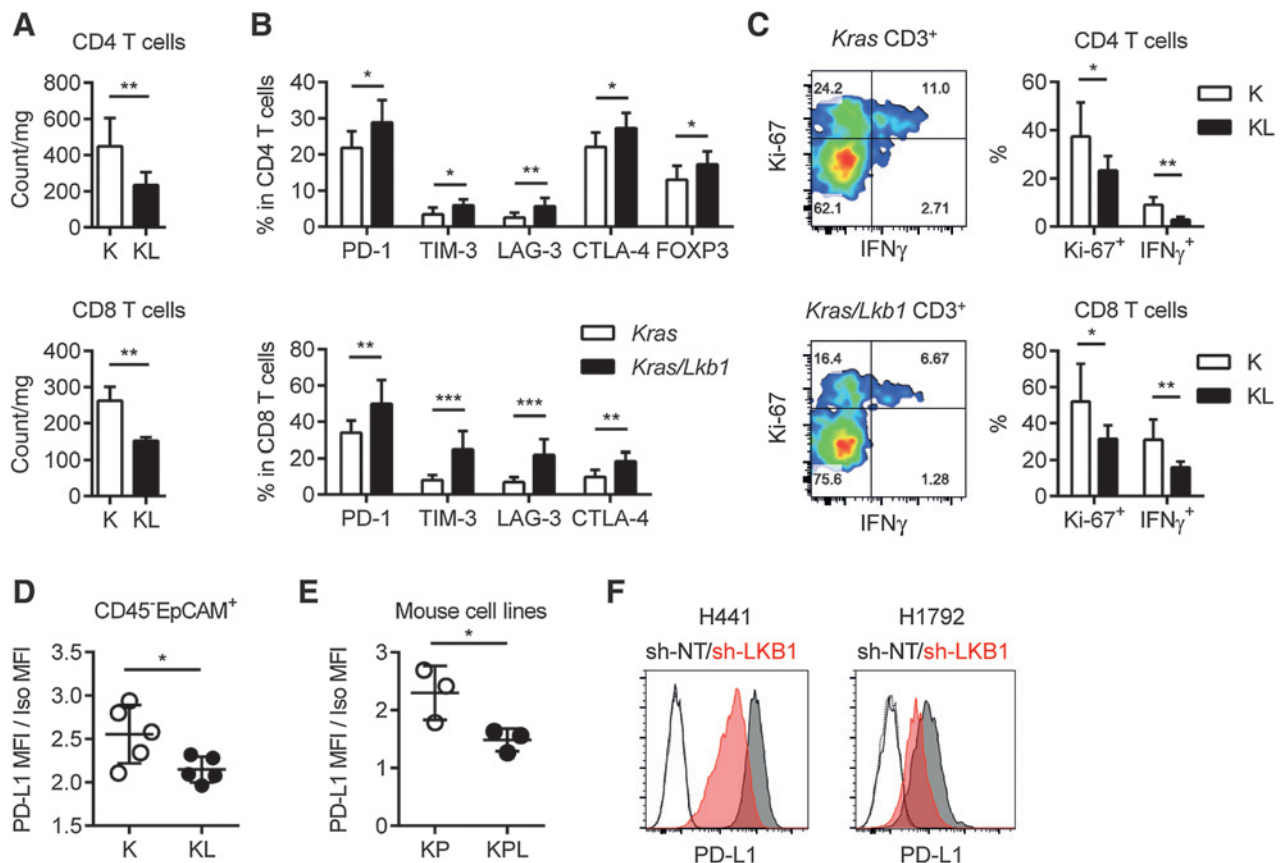 A
CD4 T cells
Count/mg
800
600
400
200
0
**
K KL
CD8 T cells
Count/mg
400
300
200
100
0
**
K KL
B
% in CD4 T cells
40
30
20
10
0
* * ** * *
PD-1 TIM-3 LAG-3 CTLA-4 FOXP3
% in CD8 T cells
80
60
40
20
0
** *** *** **
Kras
Kras/Lkb1
PD-1 TIM-3 LAG-3 CTLA-4
C
Kras CD3+
24.2 11.0
62.1 2.71
Ki-67
IFNγ
CD4 T cells
%
60
40
20
0
* **
K
KL
Ki-67+ IFNγ+
Kras/Lkb1 CD3+
16.4 6.67
75.6 1.28
Ki-67
IFNγ
CD8 T cells
%
80
60
40
20
0
* **
K
KL
Ki-67+ IFNγ+
D
CD45-EpCAM+
PD-L1 MFI / Iso MFI
3.5
3.0
2.5
2.0
1.5
*
K KL
E
Mouse cell lines
PD-L1 MFI / Iso MFI
3
2
1
0
*
KP KPL
F
H441
sh-NT/sh-LKB1
PD-L1
H1792
sh-NT/sh-LKB1
PD-L1